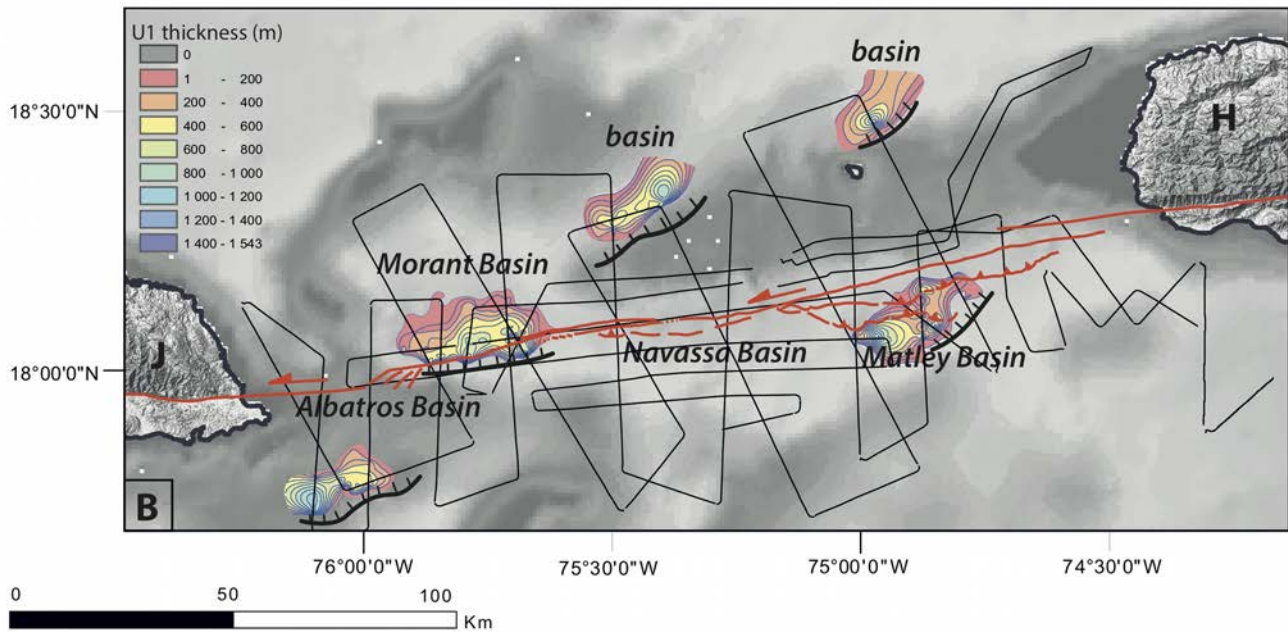 U1 thickness (m)
0
1 - 200
200 - 400
400 - 600
600 - 800
800 - 1 000
1 000 - 1 200
1 200 - 1 400
1 400 - 1 543
basin
H
18°30'0"N
basin
Morant Basin
J
18°00'0"N
Navassa Basin
Matley Basin
Albatros Basin
B
76°00'0"W
75°30'0"W
75°00'0"W
74°30'0"W
0
50
100
Km